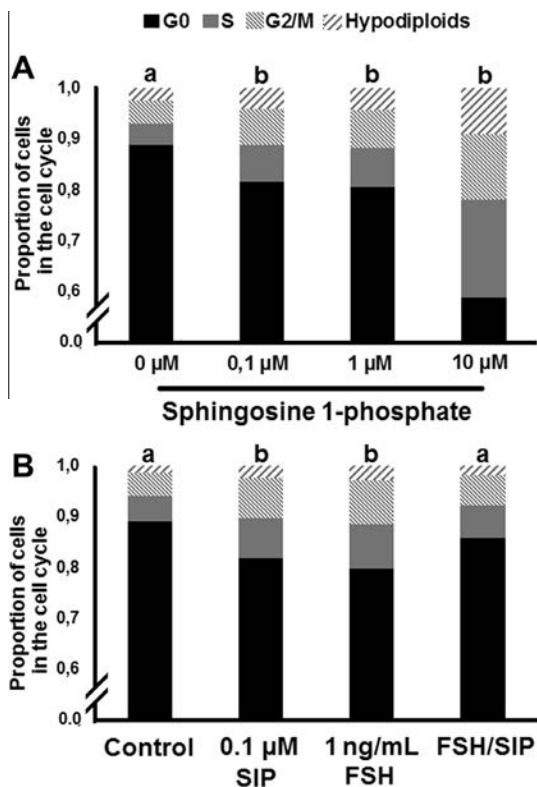 G0 S G2/M Hypodiploids
A
a b b b
Proportion of cells
in the cell cycle
1,0
0,9
0,8
0,7
0,6
0.0
0 µM 0,1 µM 1 µM 10 µM
Sphingosine 1-phosphate
B
a b b a
Proportion of cells
in the cell cycle
1,0
0,9
0,8
0,7
0,6
0.0
Control 0.1 µM 1 ng/mL FSH/SIP
SIP FSH